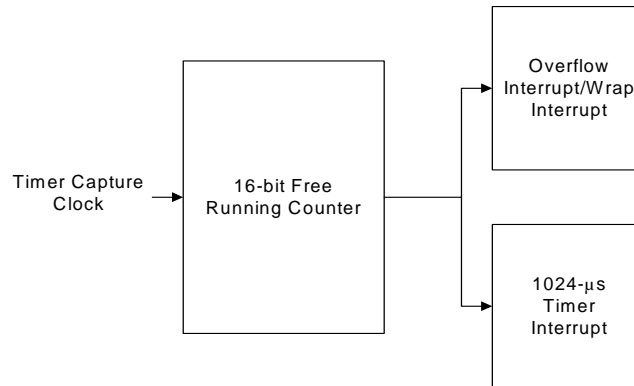 Overflow
Interrupt/Wrap
Interrupt
Timer Capture
Clock
16-bit Free
Running Counter
1024-μs
Timer
Interrupt